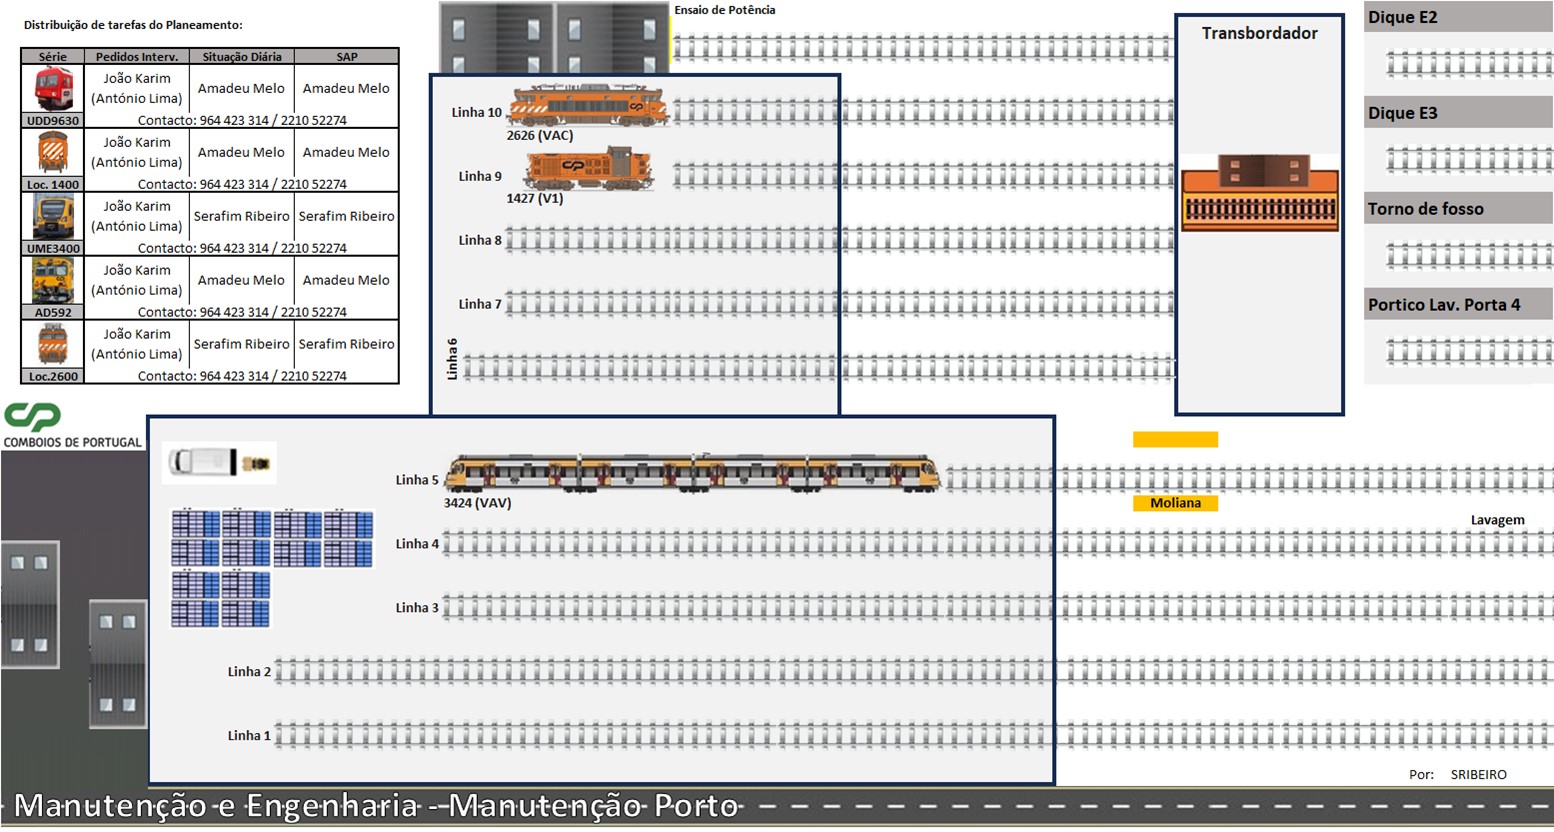 Distribuição de tarefas do Planeamento:
Série Pedidos Interv. Situação Diária SAP
João Karim
(António Lima) Amadeu Melo Amadeu Melo
UDD9630 Contacto: 964 423 314 / 2210 52274
João Karim
(António Lima) Amadeu Melo Amadeu Melo
Loc. 1400 Contacto: 964 423 314 / 2210 52274
João Karim
(António Lima) Serafim Ribeiro Serafim Ribeiro
UME3400 Contacto: 964 423 314 / 2210 52274
João Karim
(António Lima) Amadeu Melo Amadeu Melo
AD592 Contacto: 964 423 314 / 2210 52274
João Karim
(António Lima) Serafim Ribeiro Serafim Ribeiro
Loc.2600 Contacto: 964 423 314 / 2210 52274
CP
COMBOIOS DE PORTUGAL
Ensaio de Potência
Linha 10
2626 (VAC)
Linha 9
1427 (V1)
Linha 8
Linha 7
Linha 6
Transbordador
Dique E2
Dique E3
Torno de fosso
Portico Lav. Porta 4
Linha 5
3424 (VAV)
Moliana
Lavagem
Linha 4
Linha 3
Linha 2
Linha 1
Por: SRIBEIRO
Manutenção e Engenharia - Manutenção Porto